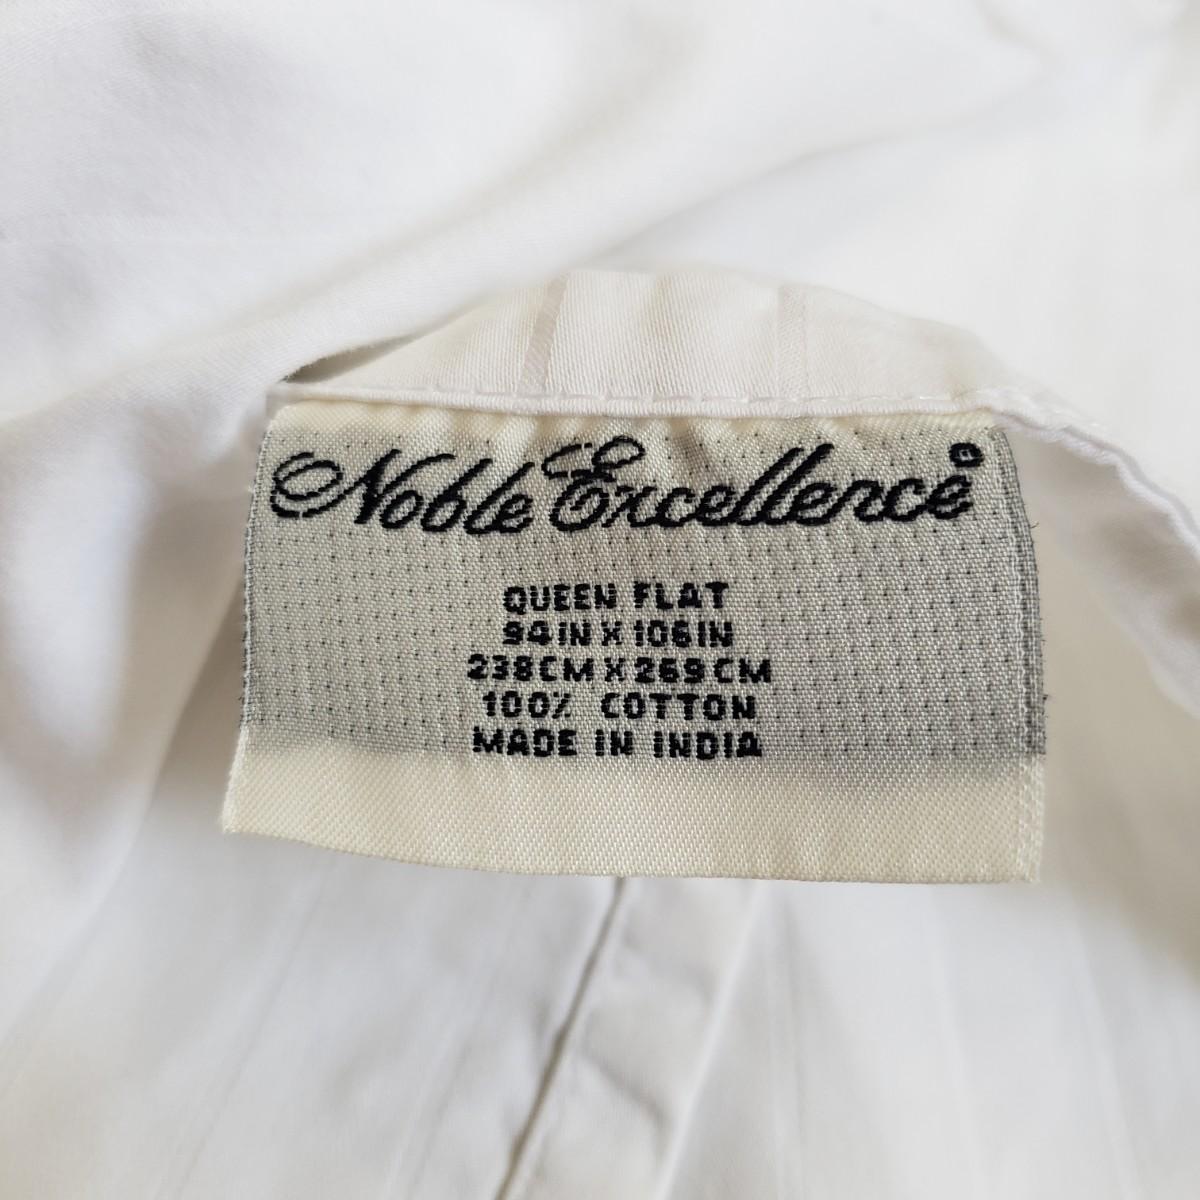 Noble Excellence®
QUEEN FLAT
94IN X 106IN
238CM X 269CM
100% COTTON
MADE IN INDIA